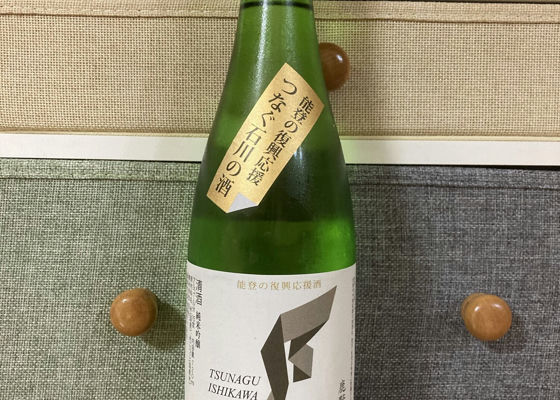 能登の復興応援
つなぐ石川の酒
能登の復興応援酒
清酒 純米吟醸
TSUNAGU
ISHIKAWA